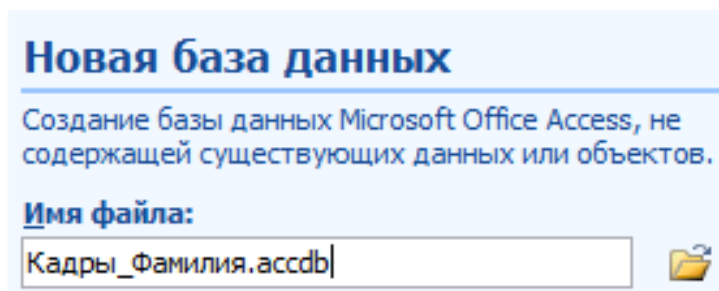 Новая база данных
Создание базы данных Microsoft Office Access, не
содержащей существующих данных или объектов.
Имя файла:
Кадры_Фамилия.accdb